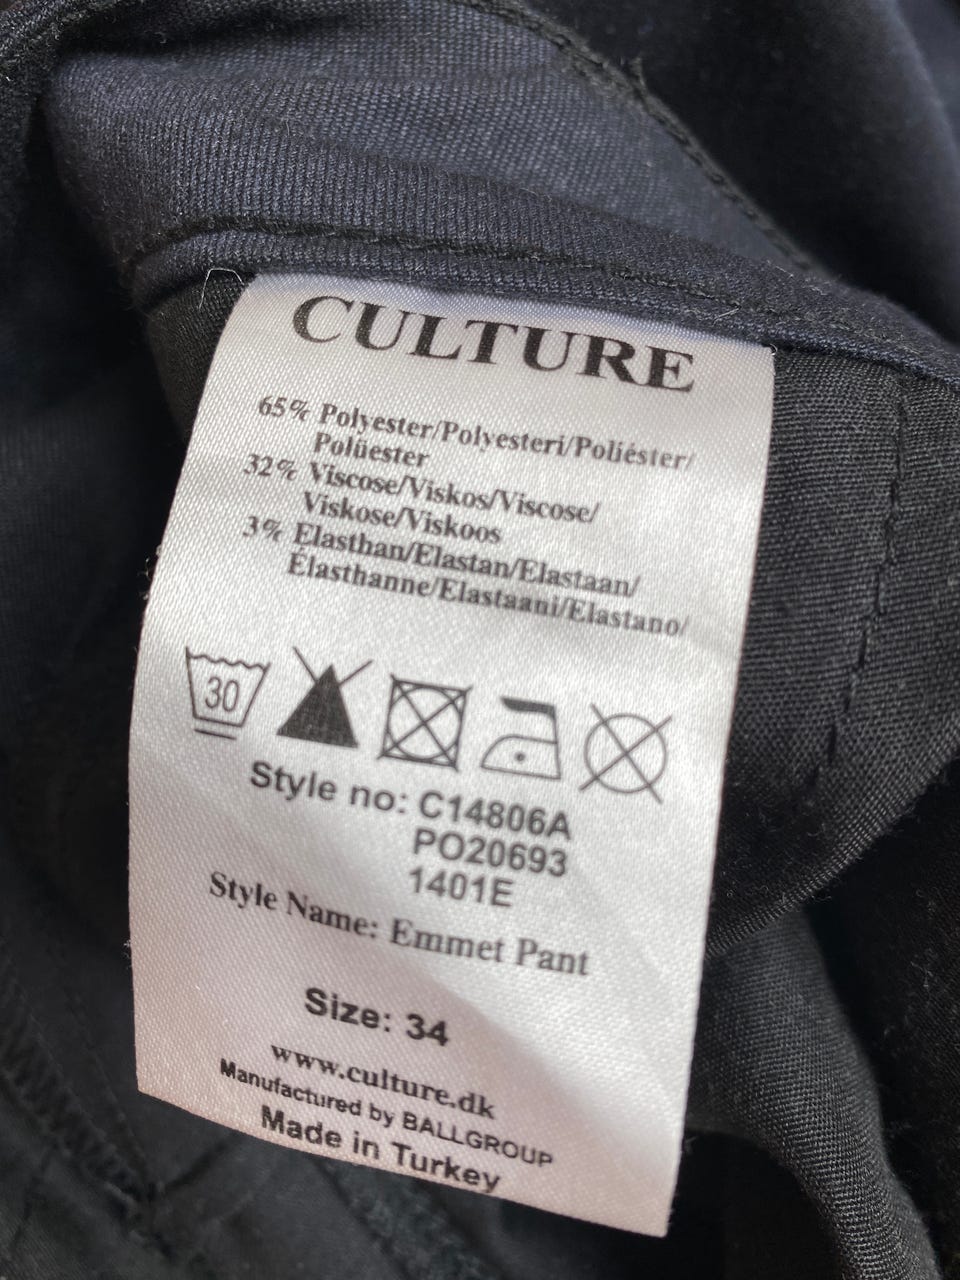 CULTURE
65% Polyester/Polyesteri/Poliéster/
Polüester
32% Viscose/Viskos/Viscose/
Viskose/Viskoos
3% Elasthan/Elastan/Elastaan/
Élasthanne/Elastaani/Elastano/
30
Style no: C14806A
PO20693
1401E
Style Name: Emmet Pant
Size: 34
www.culture.dk
Manufactured by BALLGROUP
Made in Turkey